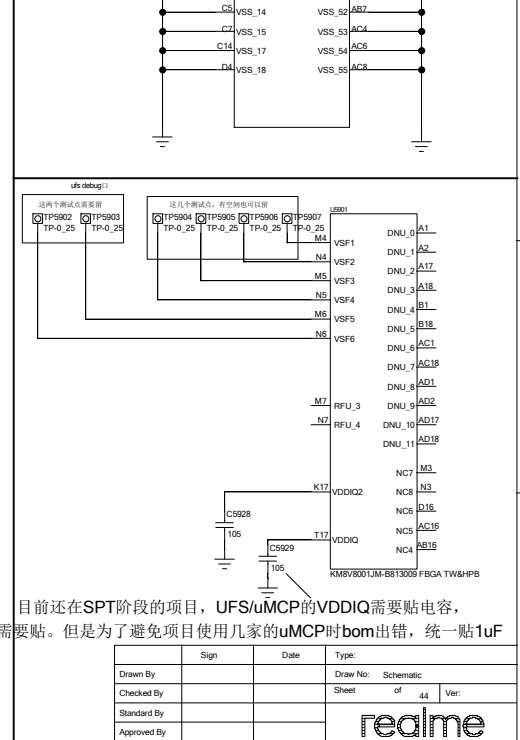 C5 VSS_14 VSS_52 AB7
C7 VSS_15 VSS_53 AC4
C14 VSS_17 VSS_54 AC6
D4 VSS_18 VSS_55 AC8
ufs debug口
这两个测试点需要留
这几个测试点，有空间也可以留
TP5902 TP5903 TP5904 TP5905 TP5906 TP5907
TP-0_25 TP-0_25 TP-0_25 TP-0_25 TP-0_25 TP-0_25
U5901
M4 VSF1 DNU_0 A1
N4 VSF2 DNU_1 A2
M5 VSF3 DNU_2 A17
N5 VSF4 DNU_3 A18
M6 VSF5 DNU_4 B1
N6 VSF6 DNU_5 B18
DNU_6 AC1
DNU_7 AC18
DNU_8 AD1
M7 RFU_3 DNU_9 AD2
N7 RFU_4 DNU_10 AD17
DNU_11 AD18
NC7 M3
K17 VDDIQ2 NC8 N3
NC6 D16
C5928
105
NC5 AC16
T17 VDDIQ NC4 AB16
C5929
105
KM8V8001JM-B813009 FBGA TW&HPB
目前还在SPT阶段的项目，UFS/uMCP的VDDIQ需要贴电容，
需要贴。但是为了避免项目使用几家的uMCP时bom出错，统一贴1uF
Sign Date Type:
Drawn By Draw No: Schematic
Checked By Sheet of 44 Ver:
Standard By
Approved By
realme